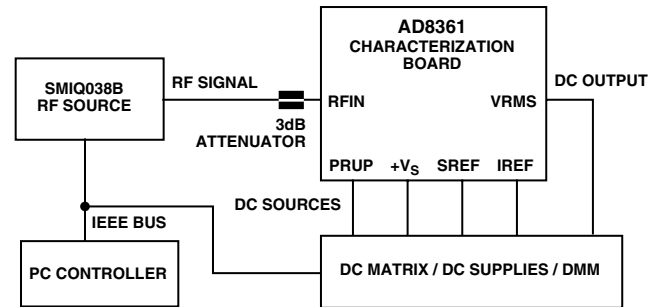 AD8361
CHARACTERIZATION
BOARD
SMIQ038B
RF SOURCE
RF SIGNAL
3dB
ATTENUATOR
RFIN
VRMS
DC OUTPUT
PRUP
+VS
SREF
IREF
DC SOURCES
IEEE BUS
PC CONTROLLER
DC MATRIX / DC SUPPLIES / DMM